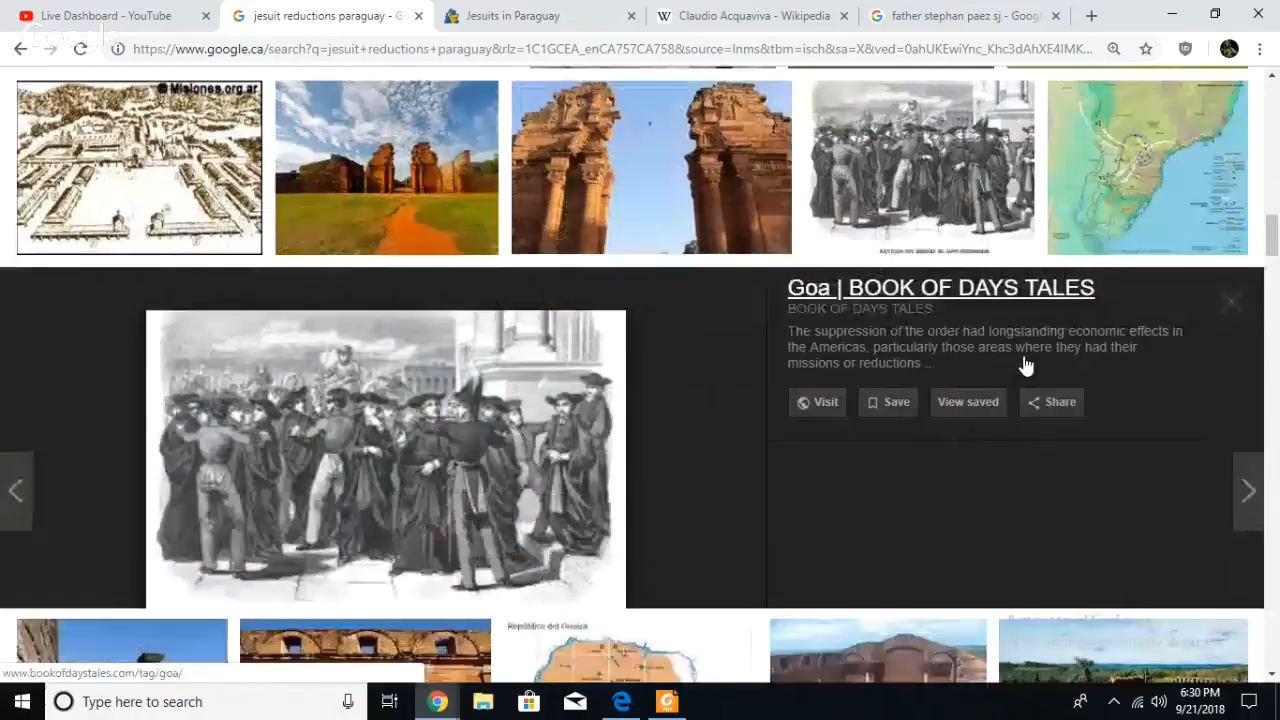 Live Dashboard - YouTube
jesuit reductions paraguay - G
Jesuits in Paraguay
Claudio Acquaviva - Wikipedia
father stephan paez sj - Googl
https://www.google.ca/search?q=jesuit+reductions+paraguay&rlz=1C1GCEA_enCA757CA758&source=lnms&tbm=isch&sa=X&ved=0ahUKEwiYnc_Khc3dAhXE4IMK...
Google
© Misiones.org.ar
Goa | BOOK OF DAYS TALES
BOOK OF DAYS TALES
The suppression of the order had longstanding economic effects in
the Americas, particularly those areas where they had their
missions or reductions ...
Visit
Save
View saved
Share
República del Guaira
www.bookofdaystales.com/tag/goa/
Type here to search
6:30 PM
9/21/2018